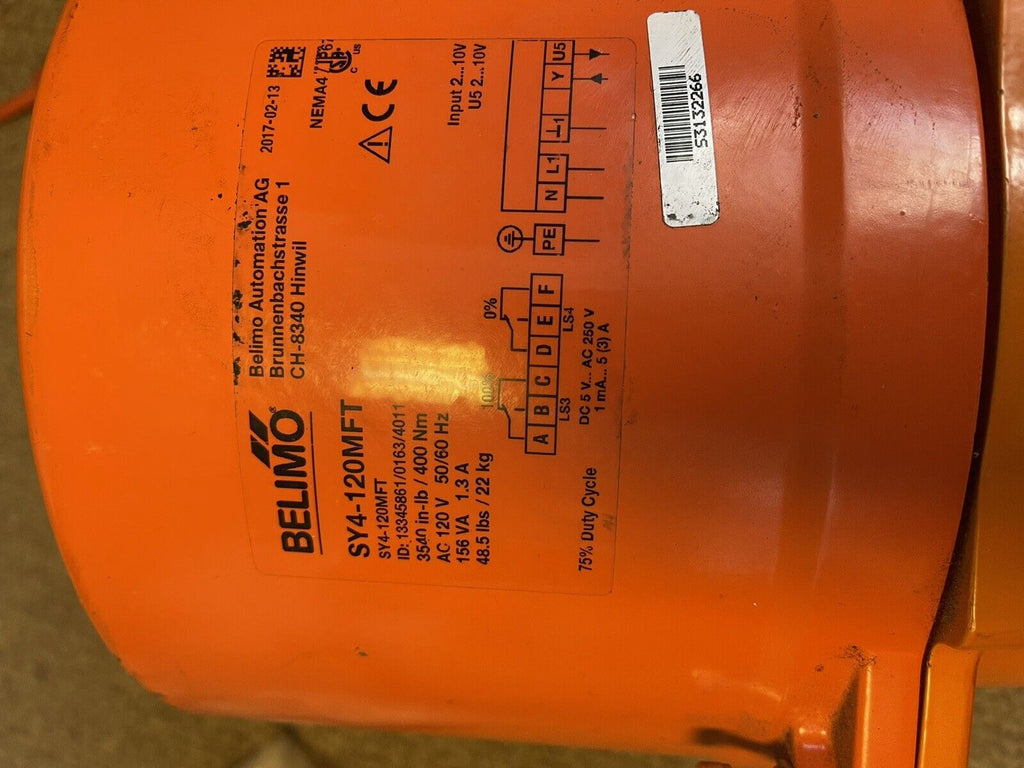 BELIMO®
Belimo Automation AG
Brunnenbachstrasse 1
CH-8340 Hinwil
2017-02-13
NEMA4 / IP67
C US
CE
SY4-120MFT
SY4-120MFT
ID: 13345861/0163/4011
3540 in-lb / 400 Nm
AC 120 V 50/60 Hz
156 VA 1.3 A
48.5 lbs / 22 kg
Input 2...10V
U5 2...10V
100%
0%
A B C D E F
LS3
LS4
PE
N L1 ⊥1 Y U5
DC 5 V... AC 250 V
1 mA... 5 (3) A
75% Duty Cycle
53132266